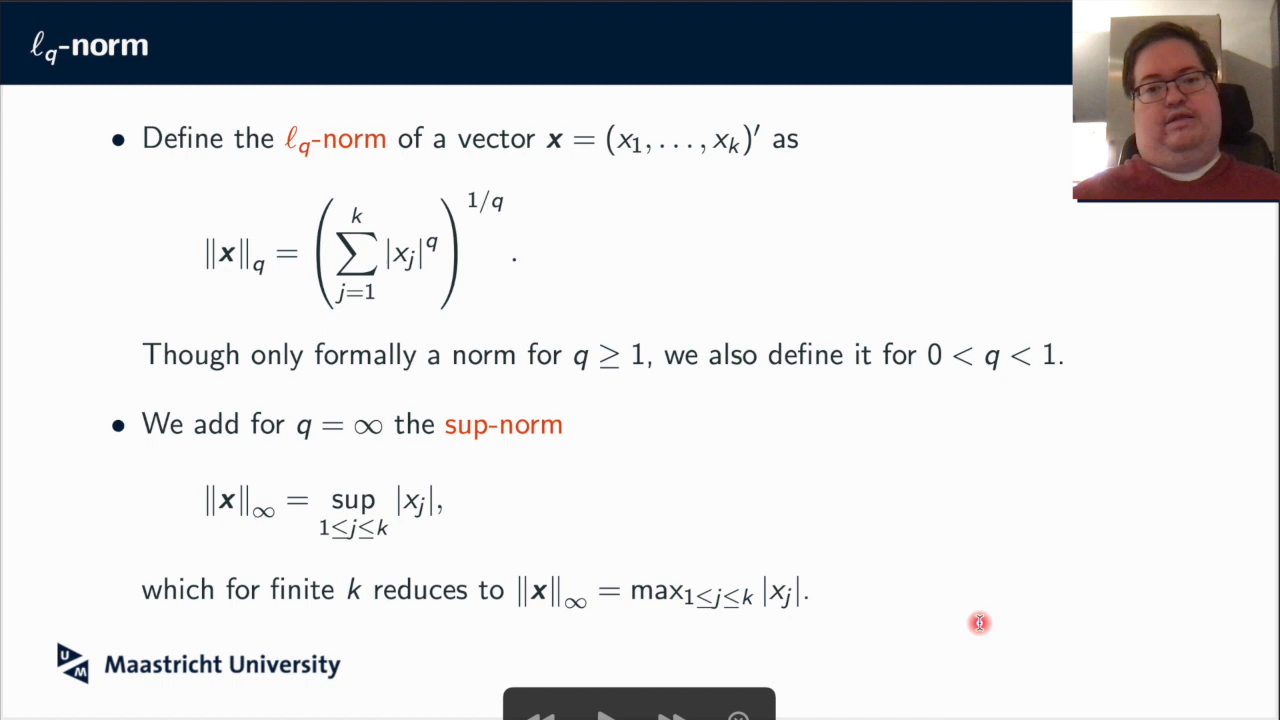 ℓq-norm
• Define the ℓq-norm of a vector x = (x1, . . . , xk)′ as
‖x‖q = (∑_{j=1}^{k} |xj|^q)^{1/q} .
Though only formally a norm for q ≥ 1, we also define it for 0 < q < 1.
• We add for q = ∞ the sup-norm
‖x‖∞ = sup_{1≤j≤k} |xj|,
which for finite k reduces to ‖x‖∞ = max1≤j≤k |xj|.
UM Maastricht University